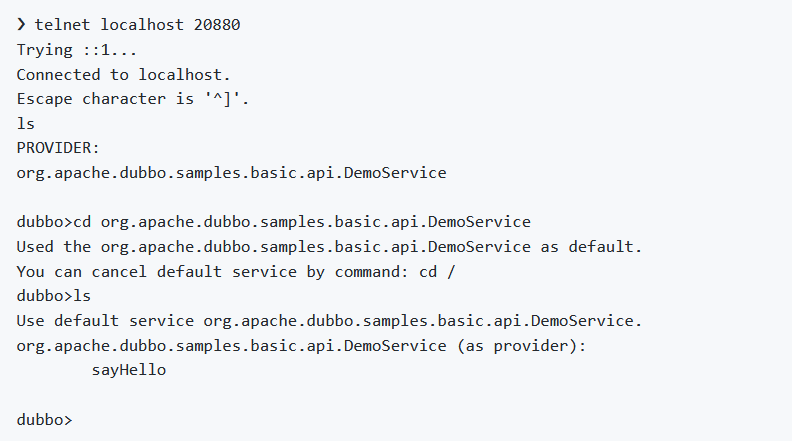 ❯ telnet localhost 20880
Trying ::1...
Connected to localhost.
Escape character is '^]'.
ls
PROVIDER:
org.apache.dubbo.samples.basic.api.DemoService
dubbo>cd org.apache.dubbo.samples.basic.api.DemoService
Used the org.apache.dubbo.samples.basic.api.DemoService as default.
You can cancel default service by command: cd /
dubbo>ls
Use default service org.apache.dubbo.samples.basic.api.DemoService.
org.apache.dubbo.samples.basic.api.DemoService (as provider):
        sayHello
dubbo>